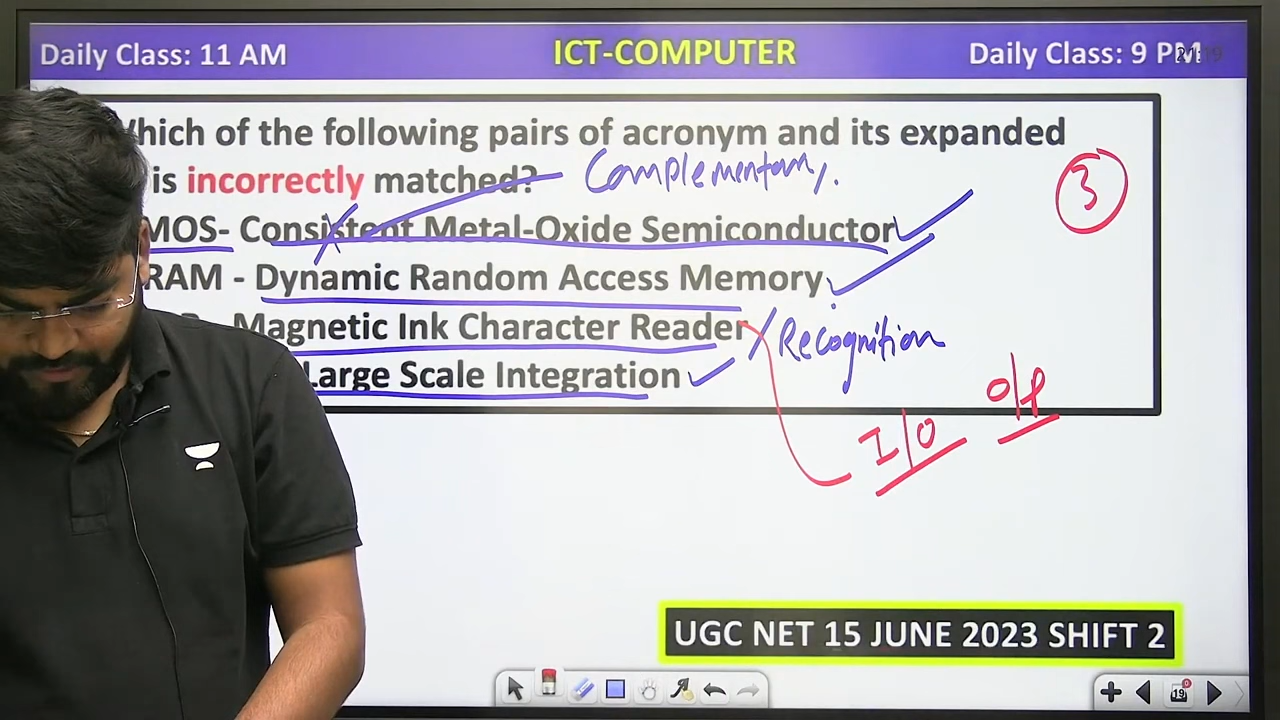 Daily Class: 11 AM
ICT-COMPUTER
Daily Class: 9 PM
Which of the following pairs of acronym and its expanded
is incorrectly matched?
Complementary.
3
MOS- Consistent Metal-Oxide Semiconductor
RAM - Dynamic Random Access Memory
- Magnetic Ink Character Reader
Recognition
Large Scale Integration
I/O
O/P
UGC NET 15 JUNE 2023 SHIFT 2
19